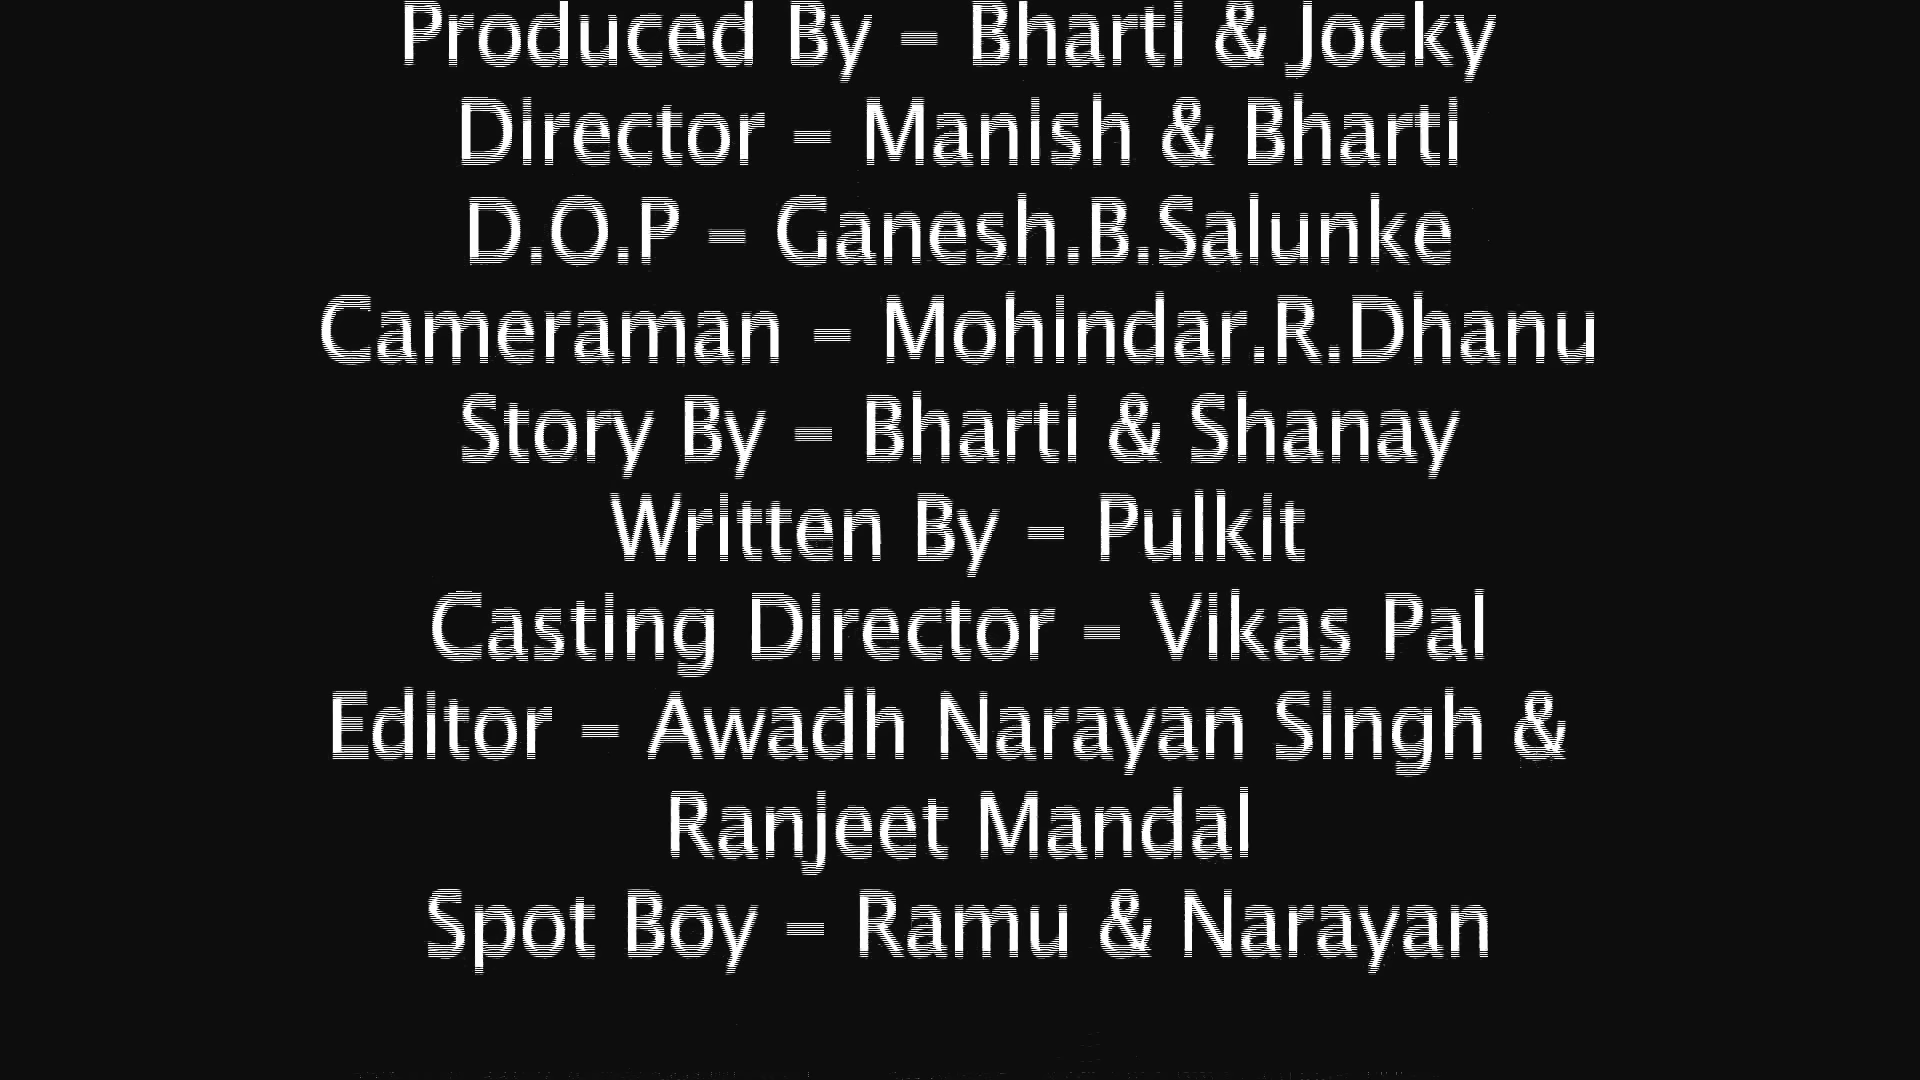 Produced By - Bharti & Jocky
Director - Manish & Bharti
D.O.P - Ganesh.B.Salunke
Cameraman - Mohindar.R.Dhanu
Story By - Bharti & Shanay
Written By - Pulkit
Casting Director - Vikas Pal
Editor - Awadh Narayan Singh &
Ranjeet Mandal
Spot Boy - Ramu & Narayan